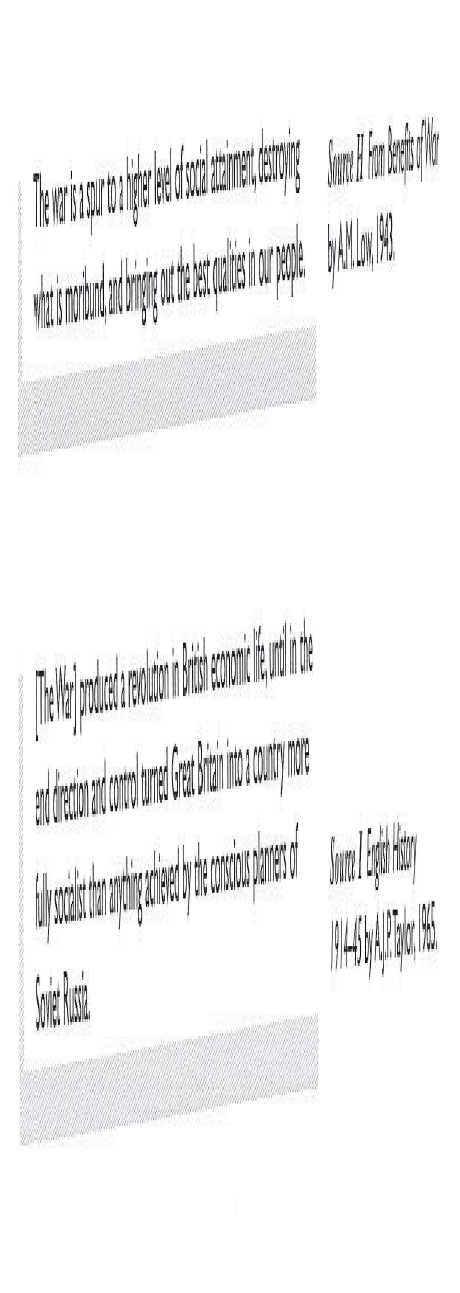 The war is a spur to a higher level of social attainment, destroying
what is moribund, and bringing out the best qualities in our people.
Source H From Benefits of War
by A.M. Low, 1943.
[The War] produced a revolution in British economic life, until in the
end direction and control turned Great Britain into a country more
fully socialist than anything achieved by the conscious planners of
Soviet Russia.
Source I English History
1914–45 by A.J.P. Taylor, 1965.